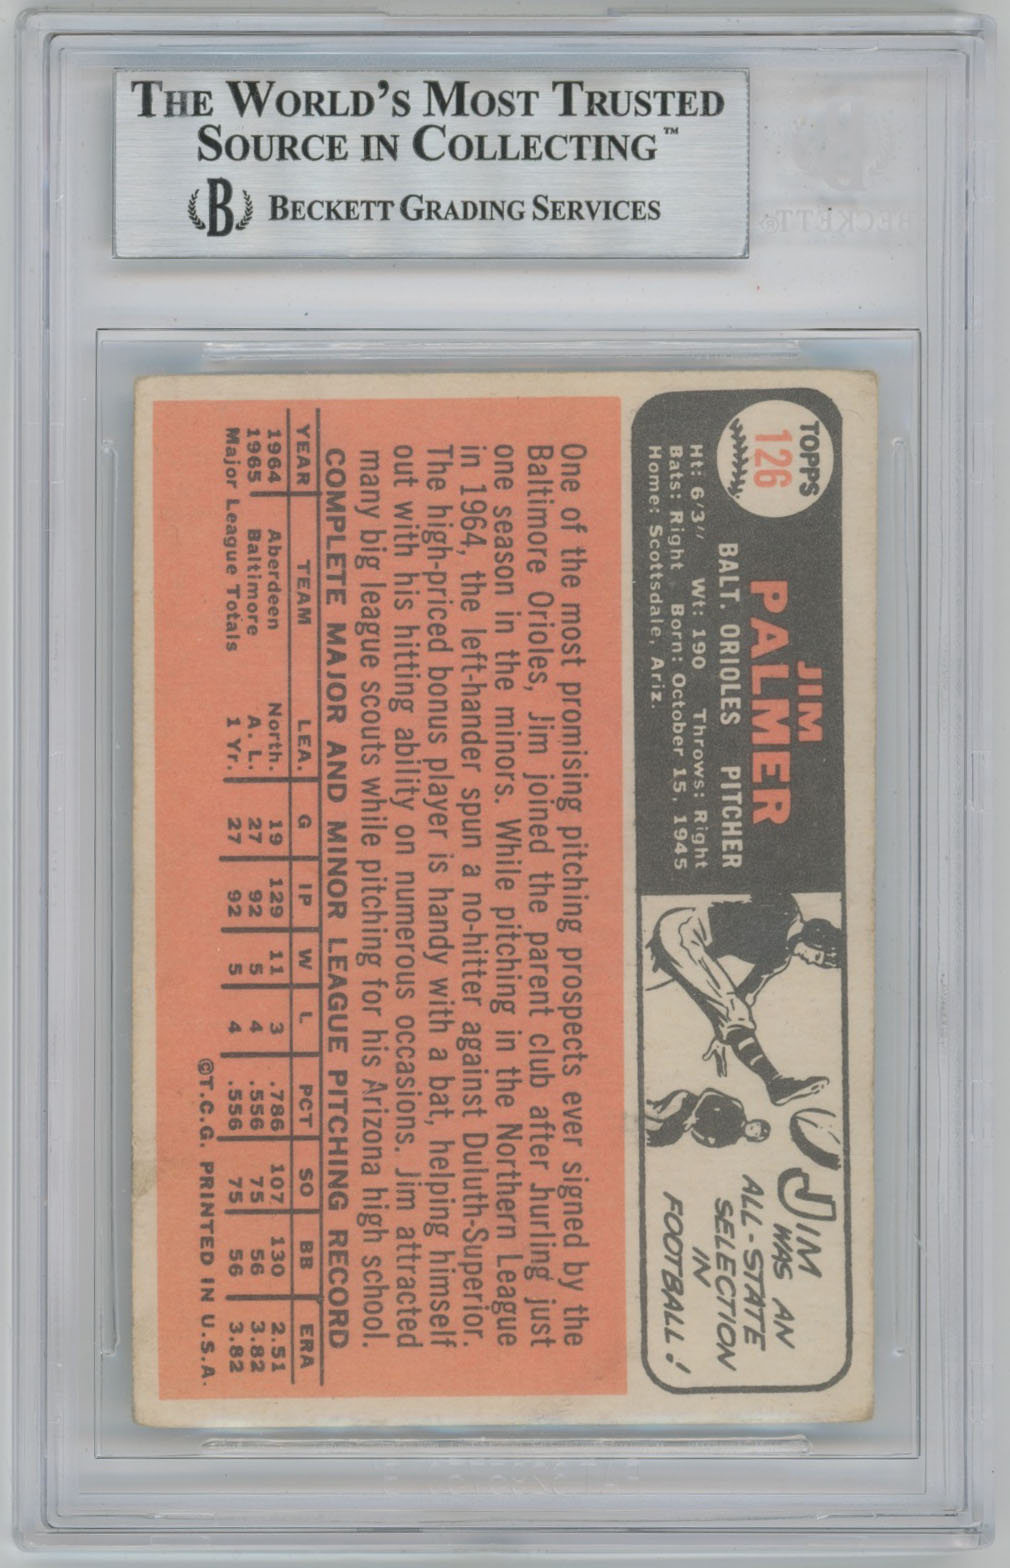 THE WORLD'S MOST TRUSTED
SOURCE IN COLLECTING™
B BECKETT GRADING SERVICES
BECKETT
TOPPS
126
JIM
PALMER
BALT. ORIOLES PITCHER
Ht: 6'3" Wt: 190 Throws: Right
Bats: Right Born: October 15, 1945
Home: Scottsdale, Ariz.
JIM
WAS AN
ALL-STATE
SELECTION
IN
FOOTBALL!
One of the most promising pitching prospects ever signed by the
Baltimore Orioles, Jim joined the parent club after hurling just
one season in the minors. While pitching in the Northern League
in 1964, the left-hander spun a no-hitter against Duluth-Superior.
The high-priced bonus player is handy with a bat, helping himself
out with his hitting ability on numerous occasions. Jim attracted
many big league scouts while pitching for his Arizona high school.
COMPLETE MAJOR AND MINOR LEAGUE PITCHING RECORD
YEAR TEAM LEA. G IP W L PCT SO BB ERA
1964 Aberdeen North. 19 129 11 3 .786 107 130 2.51
1965 Baltimore A. L. 27 92 5 4 .556 75 56 3.82
Major League Totals 1 Yr. 27 92 5 4 .556 75 56 3.82
©T.C.G. PRINTED IN U.S.A.